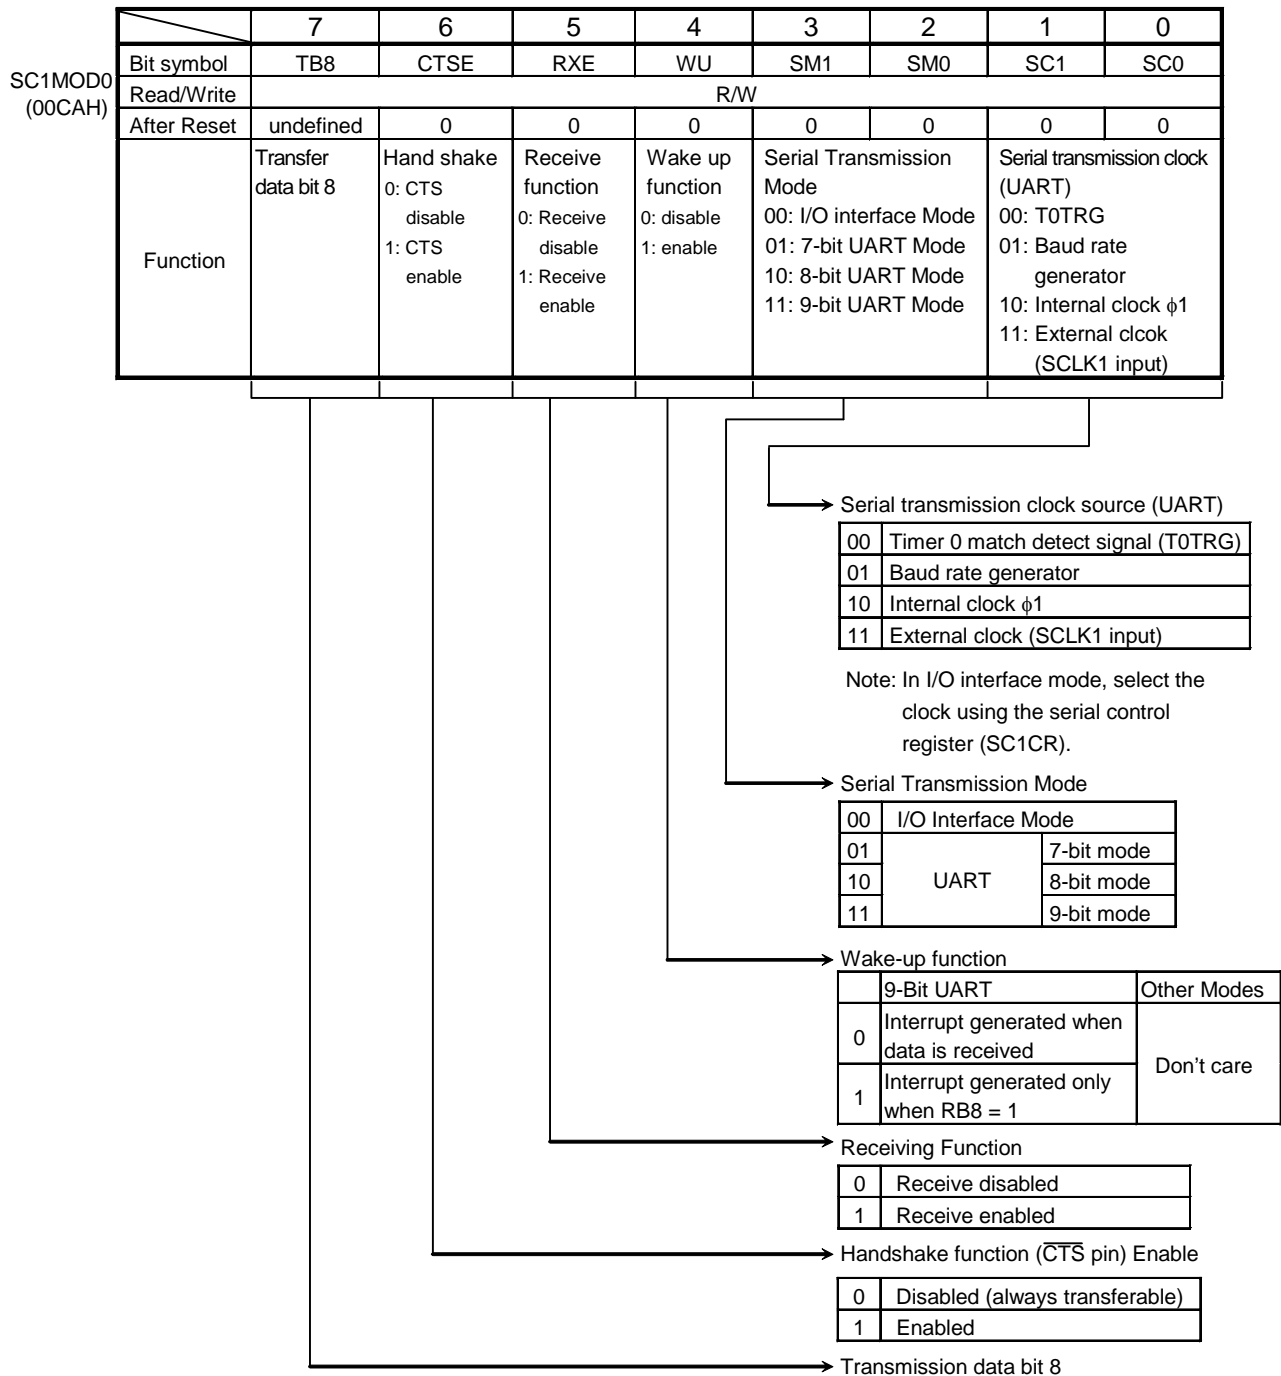 7 6 5 4 3 2 1 0
SC1MOD0
(00CAH)
Bit symbol TB8 CTSE RXE WU SM1 SM0 SC1 SC0
Read/Write R/W
After Reset undefined 0 0 0 0 0 0 0
Function
Transfer
data bit 8
Hand shake
0: CTS
disable
1: CTS
enable
Receive
function
0: Receive
disable
1: Receive
enable
Wake up
function
0: disable
1: enable
Serial Transmission
Mode
00: I/O interface Mode
01: 7-bit UART Mode
10: 8-bit UART Mode
11: 9-bit UART Mode
Serial transmission clock
(UART)
00: T0TRG
01: Baud rate
generator
10: Internal clock ϕ1
11: External clcok
(SCLK1 input)
Serial transmission clock source (UART)
00 Timer 0 match detect signal (T0TRG)
01 Baud rate generator
10 Internal clock ϕ1
11 External clock (SCLK1 input)
Note: In I/O interface mode, select the
clock using the serial control
register (SC1CR).
Serial Transmission Mode
00 I/O Interface Mode
01 7-bit mode
10 UART 8-bit mode
11 9-bit mode
Wake-up function
9-Bit UART Other Modes
0 Interrupt generated when
data is received
Don't care
1 Interrupt generated only
when RB8 = 1
Receiving Function
0 Receive disabled
1 Receive enabled
Handshake function (C̅T̅S̅ pin) Enable
0 Disabled (always transferable)
1 Enabled
Transmission data bit 8